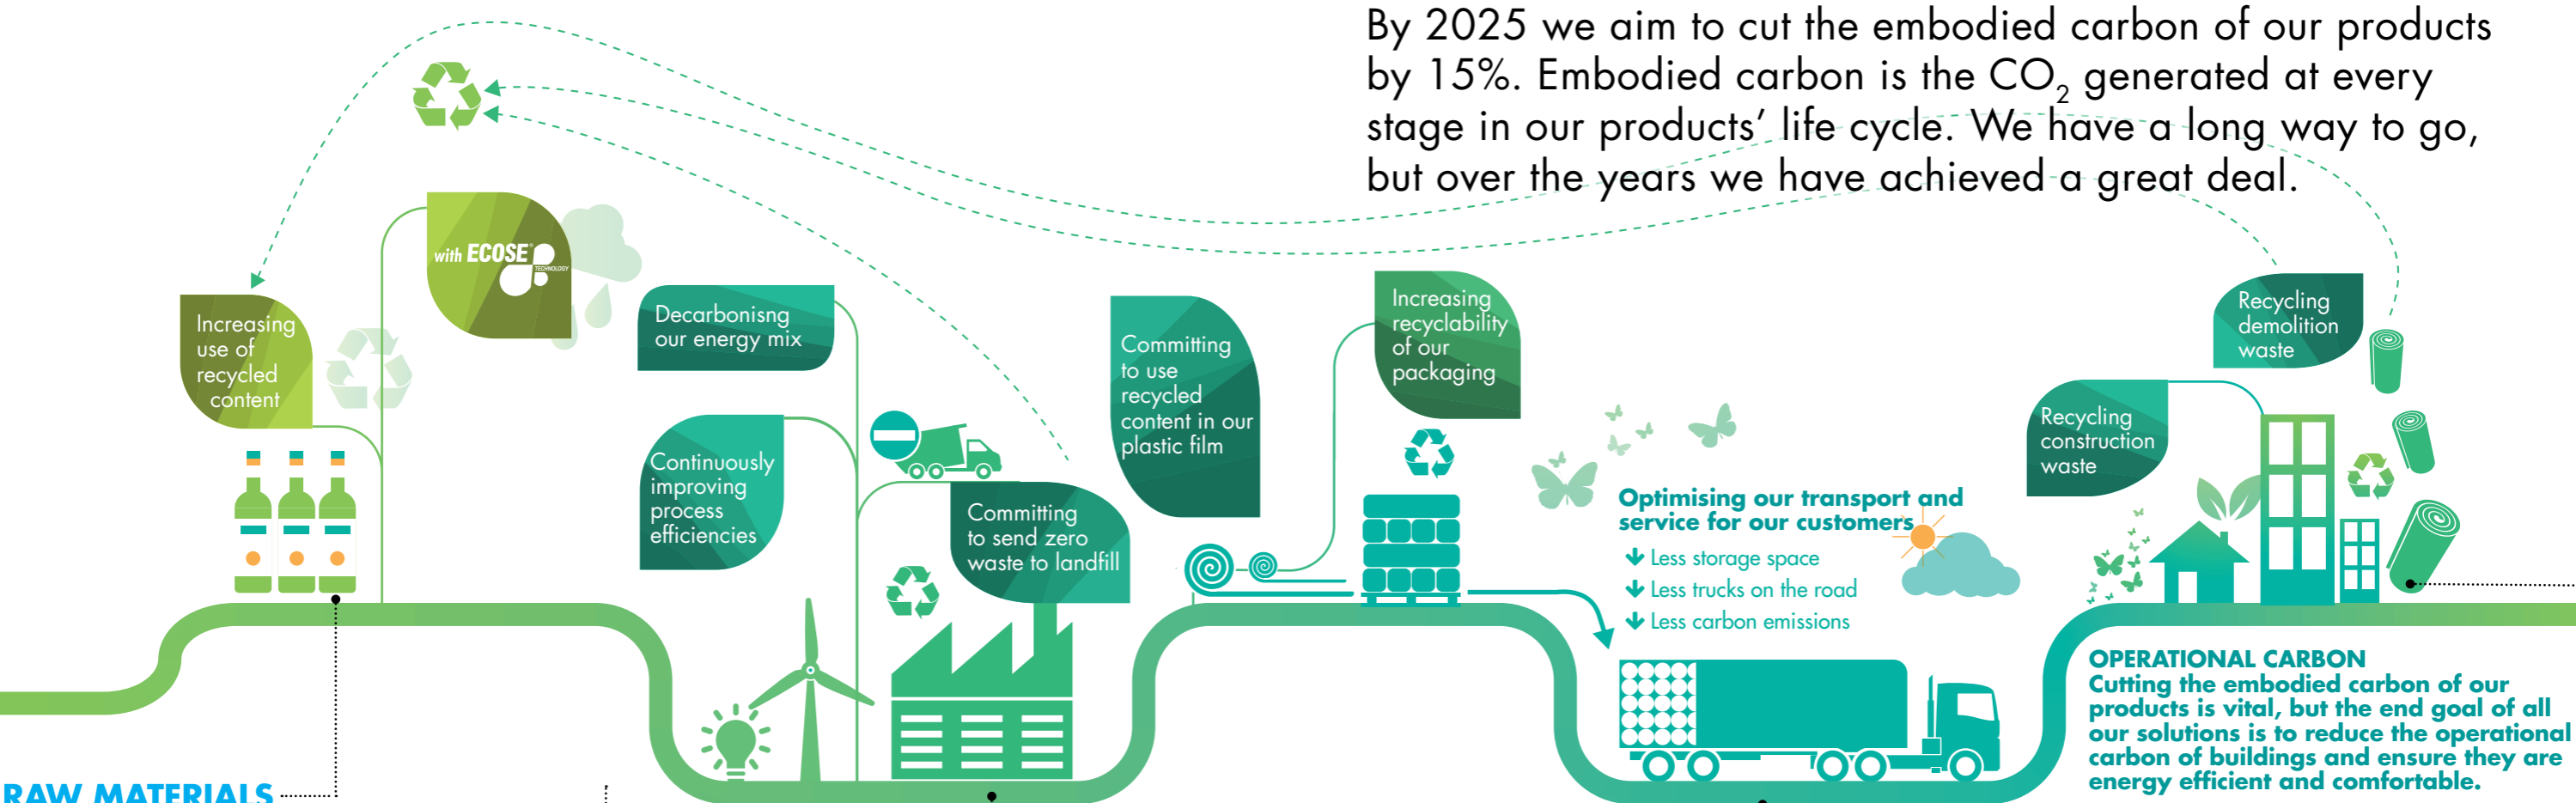 By 2025 we aim to cut the embodied carbon of our products
by 15%. Embodied carbon is the CO₂ generated at every
stage in our products’ life cycle. We have a long way to go,
but over the years we have achieved a great deal.
with ECOSE®
TECHNOLOGY
Increasing
use of
recycled
content
Decarbonisng
our energy mix
Continuously
improving
process
efficiencies
Committing
to send zero
waste to landfill
Committing
to use
recycled
content in our
plastic film
Increasing
recyclability
of our
packaging
Optimising our transport and
service for our customers
Less storage space
Less trucks on the road
Less carbon emissions
Recycling
demolition
waste
Recycling
construction
waste
OPERATIONAL CARBON
Cutting the embodied carbon of our
products is vital, but the end goal of all
our solutions is to reduce the operational
carbon of buildings and ensure they are
energy efficient and comfortable.
RAW MATERIALS